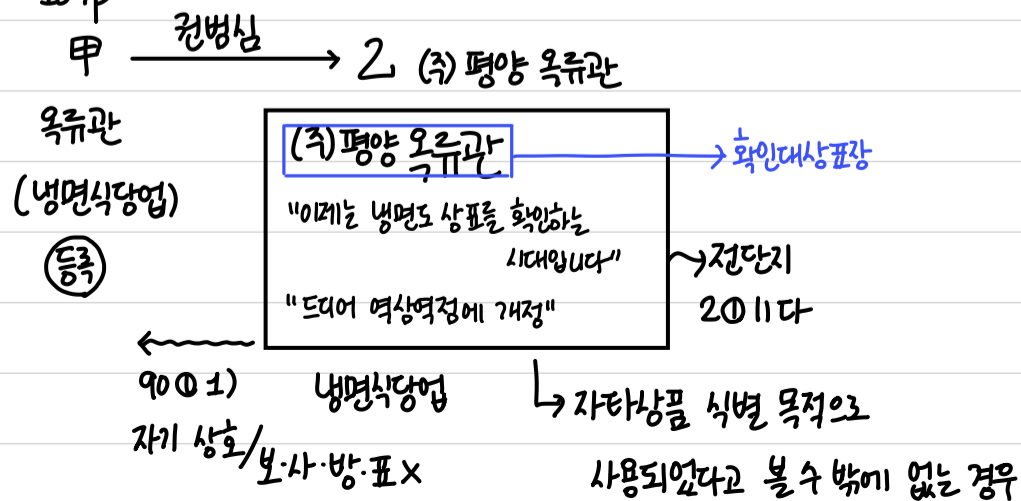 甲 권범심 → 乙 (주) 평양 옥류관
옥류관
(냉면식당업)
등록
(주)평양 옥류관 → 확인대상표장
"이제는 냉면도 상표를 확인하는
시대입니다"
"드디어 역삼역점에 개정"
→ 전단지
2①11다
90①1)
자기 상호/보·사··방·표 X
냉면식당업
→ 자타상품 식별 목적으로
사용되었다고 볼 수 밖에 없는 경우